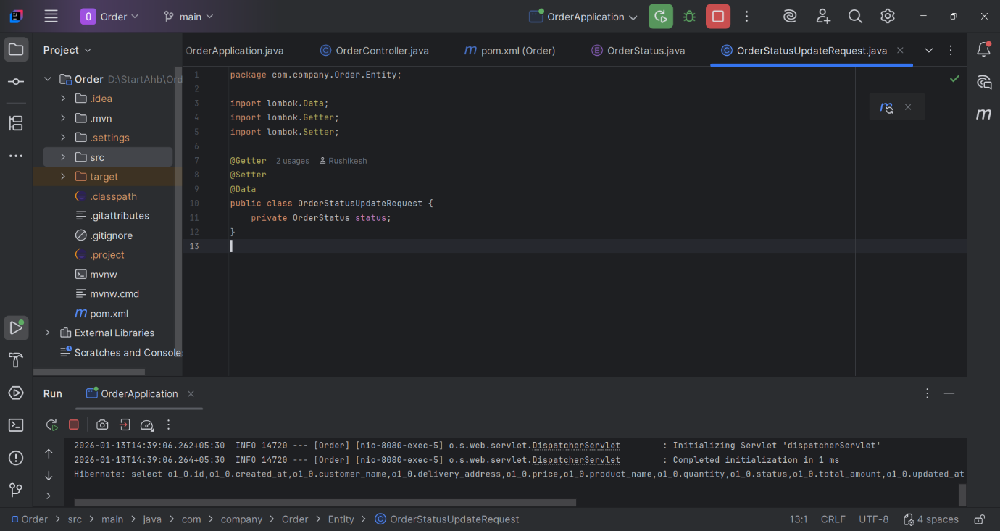 O Order main OrderApplication
Project
OrderApplication.java OrderController.java m pom.xml (Order) E OrderStatus.java C OrderStatusUpdateRequest.java
Order D:\StartAhb\Ord
.idea
.mvn
.settings
src
target
.classpath
.gitattributes
.gitignore
.project
mvnw
mvnw.cmd
m pom.xml
External Libraries
Scratches and Console
1 package com.company.Order.Entity;
2
3 import lombok.Data;
4 import lombok.Getter;
5 import lombok.Setter;
6
7 @Getter 2 usages Rushikesh
8 @Setter
9 @Data
10 public class OrderStatusUpdateRequest {
11 private OrderStatus status;
12 }
13
Run OrderApplication
2026-01-13T14:39:06.262+05:30 INFO 14720 --- [Order] [nio-8080-exec-5] o.s.web.servlet.DispatcherServlet : Initializing Servlet 'dispatcherServlet'
2026-01-13T14:39:06.264+05:30 INFO 14720 --- [Order] [nio-8080-exec-5] o.s.web.servlet.DispatcherServlet : Completed initialization in 1 ms
Hibernate: select o1_0.id,o1_0.created_at,o1_0.customer_name,o1_0.delivery_address,o1_0.price,o1_0.product_name,o1_0.quantity,o1_0.status,o1_0.total_amount,o1_0.updated_at
Order > src > main > java > com > company > Order > Entity > C OrderStatusUpdateRequest 13:1 CRLF UTF-8 4 spaces